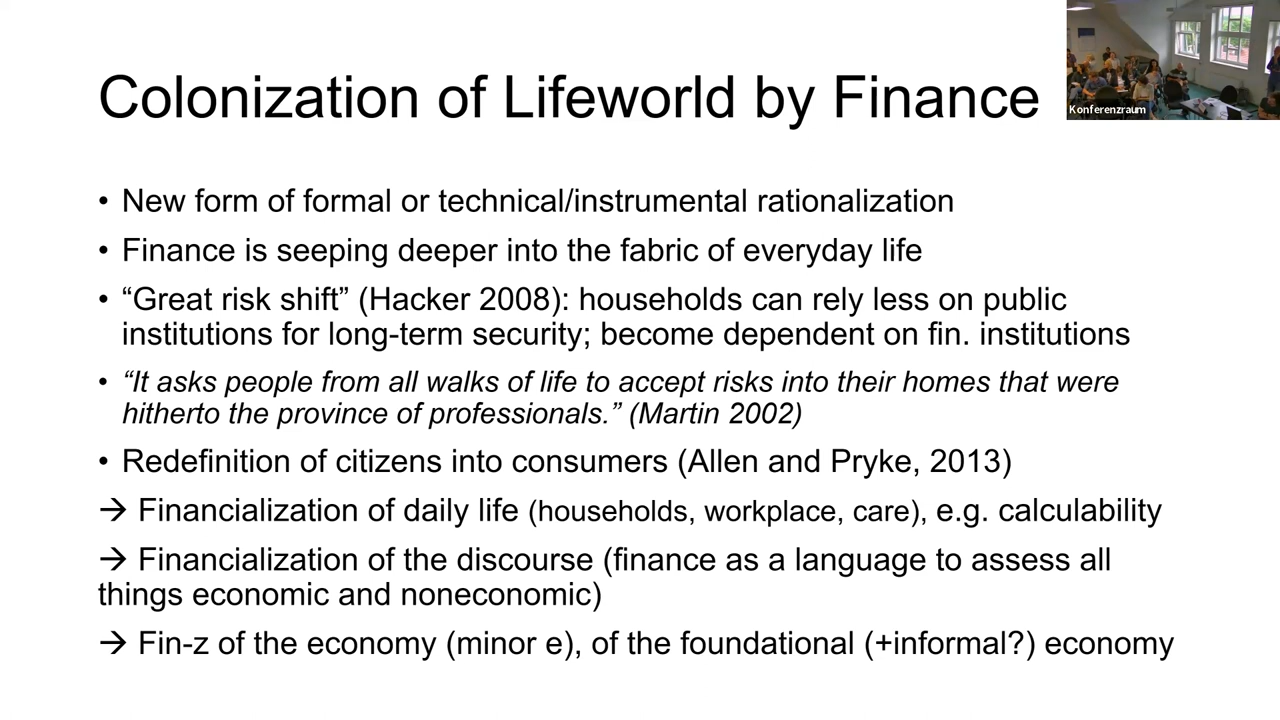 Colonization of Lifeworld by Finance
Konferenzraum
• New form of formal or technical/instrumental rationalization
• Finance is seeping deeper into the fabric of everyday life
• “Great risk shift” (Hacker 2008): households can rely less on public
institutions for long-term security; become dependent on fin. institutions
• “It asks people from all walks of life to accept risks into their homes that were
hitherto the province of professionals.” (Martin 2002)
• Redefinition of citizens into consumers (Allen and Pryke, 2013)
→ Financialization of daily life (households, workplace, care), e.g. calculability
→ Financialization of the discourse (finance as a language to assess all
things economic and noneconomic)
→ Fin-z of the economy (minor e), of the foundational (+informal?) economy